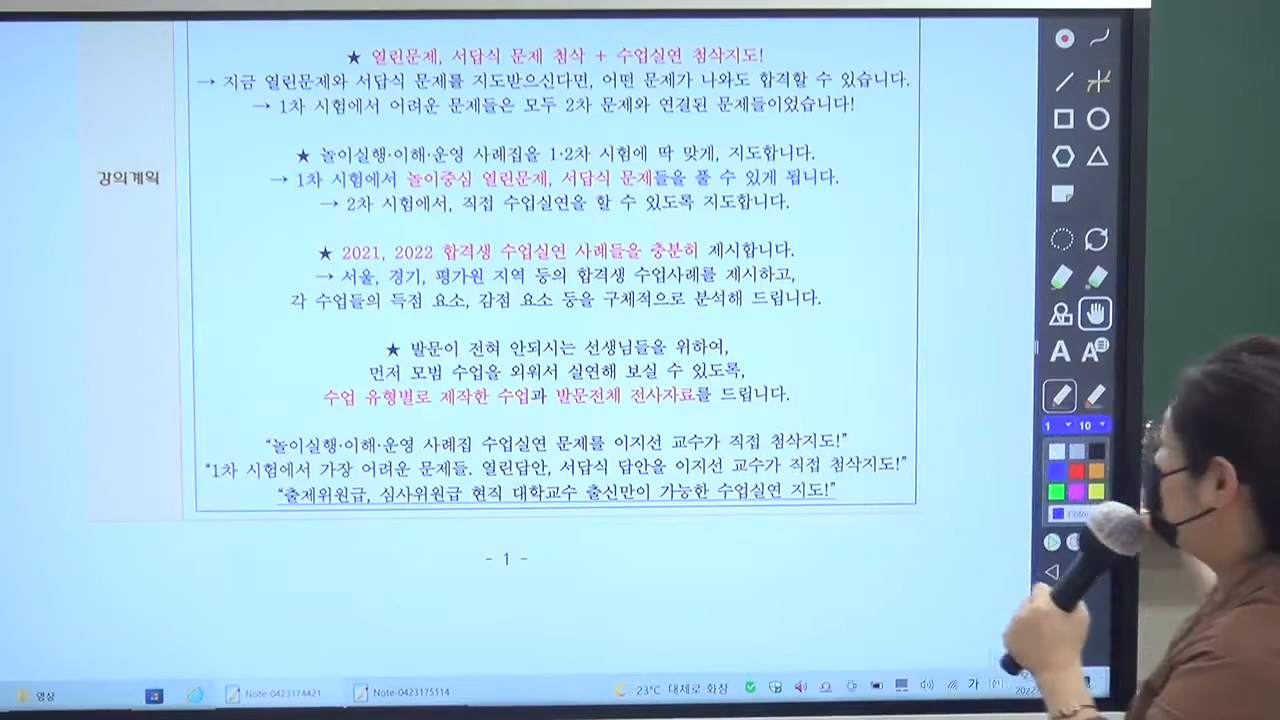 ★ 열린문제, 서답식 문제 첨삭 + 수업실연 첨삭지도!
→ 지금 열린문제와 서답식 문제를 지도받으신다면, 어떤 문제가 나와도 합격할 수 있습니다.
→ 1차 시험에서 어려운 문제들은 모두 2차 문제와 연결된 문제들이었습니다!
★ 놀이실행·이해·운영 사례집을 1·2차 시험에 딱 맞게, 지도합니다.
강의계획
→ 1차 시험에서 놀이중심 열린문제, 서답식 문제들을 풀 수 있게 됩니다.
→ 2차 시험에서, 직접 수업실연을 할 수 있도록 지도합니다.
★ 2021, 2022 합격생 수업실연 사례들을 충분히 제시합니다.
→ 서울, 경기, 평가원 지역 등의 합격생 수업사례를 제시하고,
각 수업들의 득점 요소, 감점 요소 등을 구체적으로 분석해 드립니다.
★ 발문이 전혀 안되시는 선생님들을 위하여,
먼저 모범 수업을 외워서 실연해 보실 수 있도록,
수업 유형별로 제작한 수업과 발문전체 전사자료를 드립니다.
“놀이실행·이해·운영 사례집 수업실연 문제를 이지선 교수가 직접 첨삭지도!”
“1차 시험에서 가장 어려운 문제들. 열린답안, 서답식 답안을 이지선 교수가 직접 첨삭지도!”
“출제위원급, 심사위원급 현직 대학교수 출신만이 가능한 수업실연 지도!”
- 1 -
A A
1 10
영상 Note-0423174421 Note-0423175114 23°C 대체로 화창 가 한